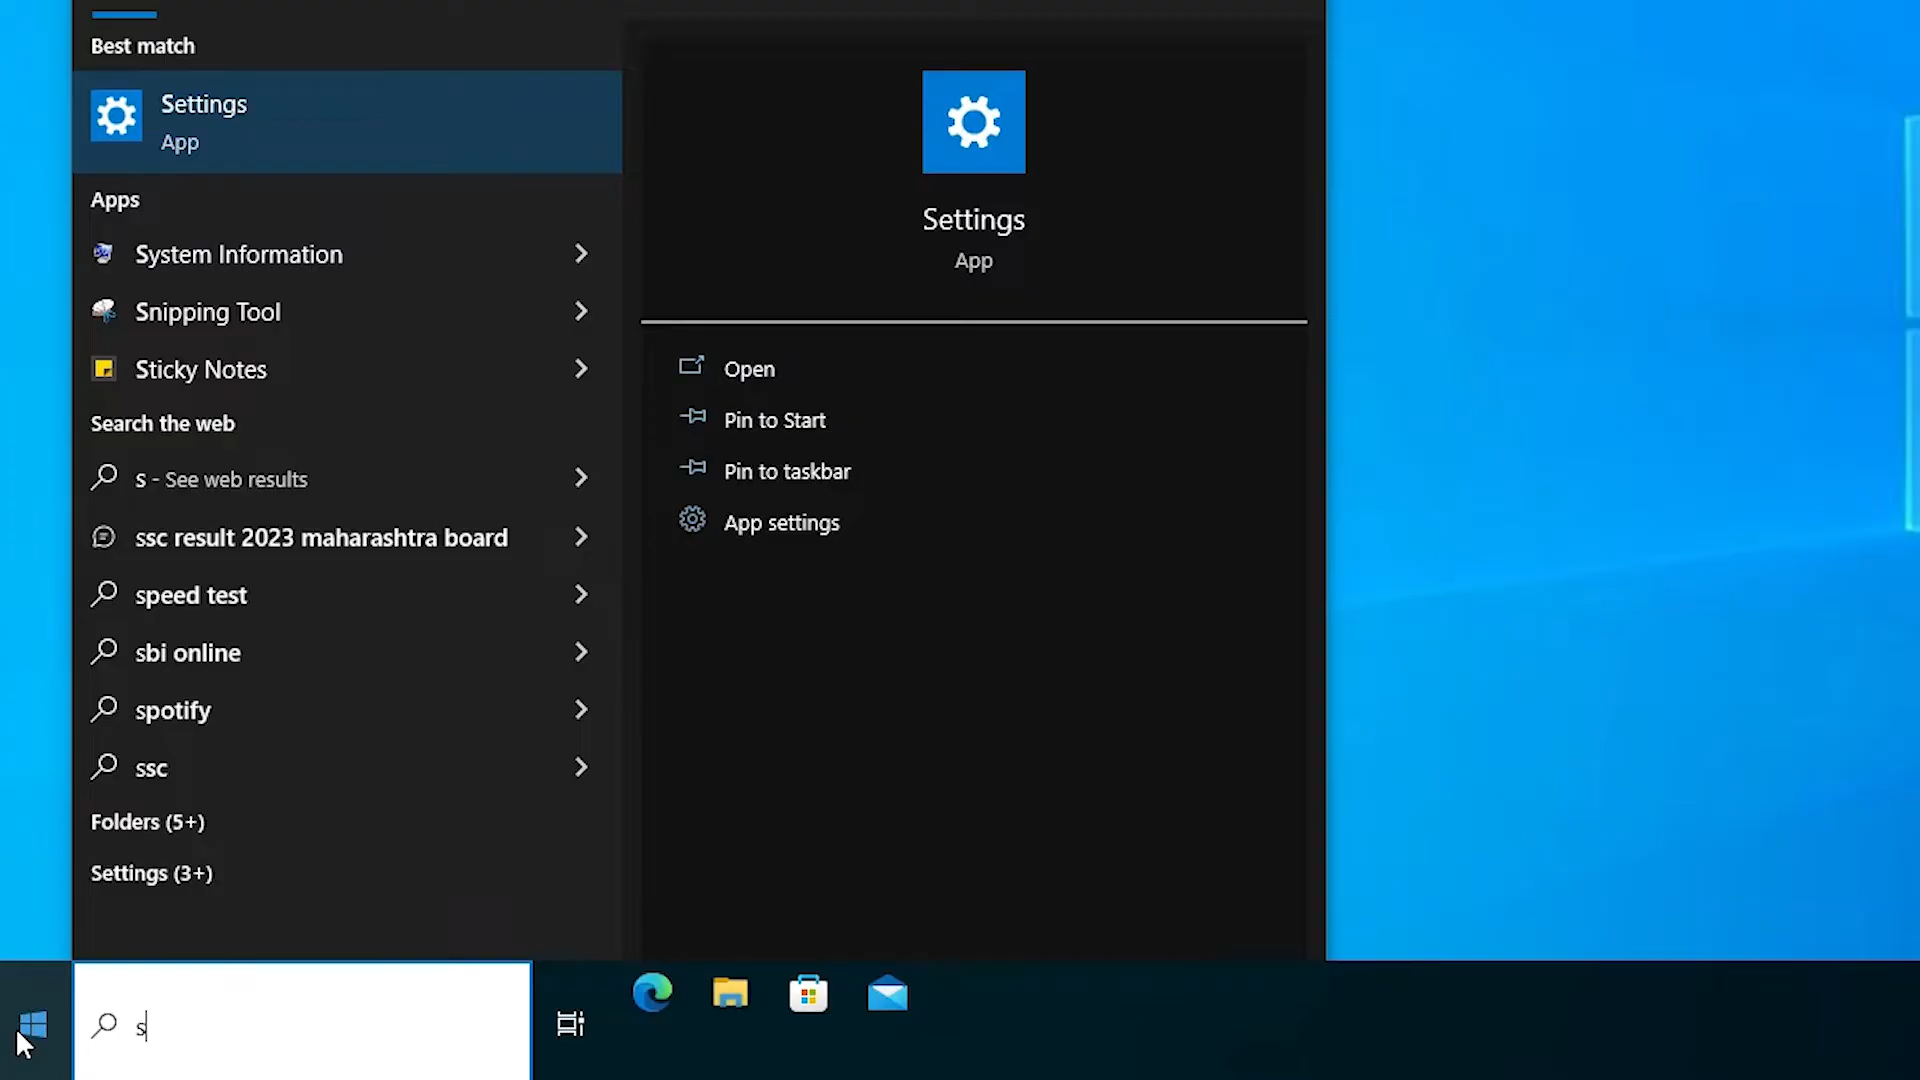 Best match
Settings
App
Apps
System Information
Snipping Tool
Sticky Notes
Search the web
s - See web results
ssc result 2023 maharashtra board
speed test
sbi online
spotify
ssc
Folders (5+)
Settings (3+)
s
Settings
App
Open
Pin to Start
Pin to taskbar
App settings